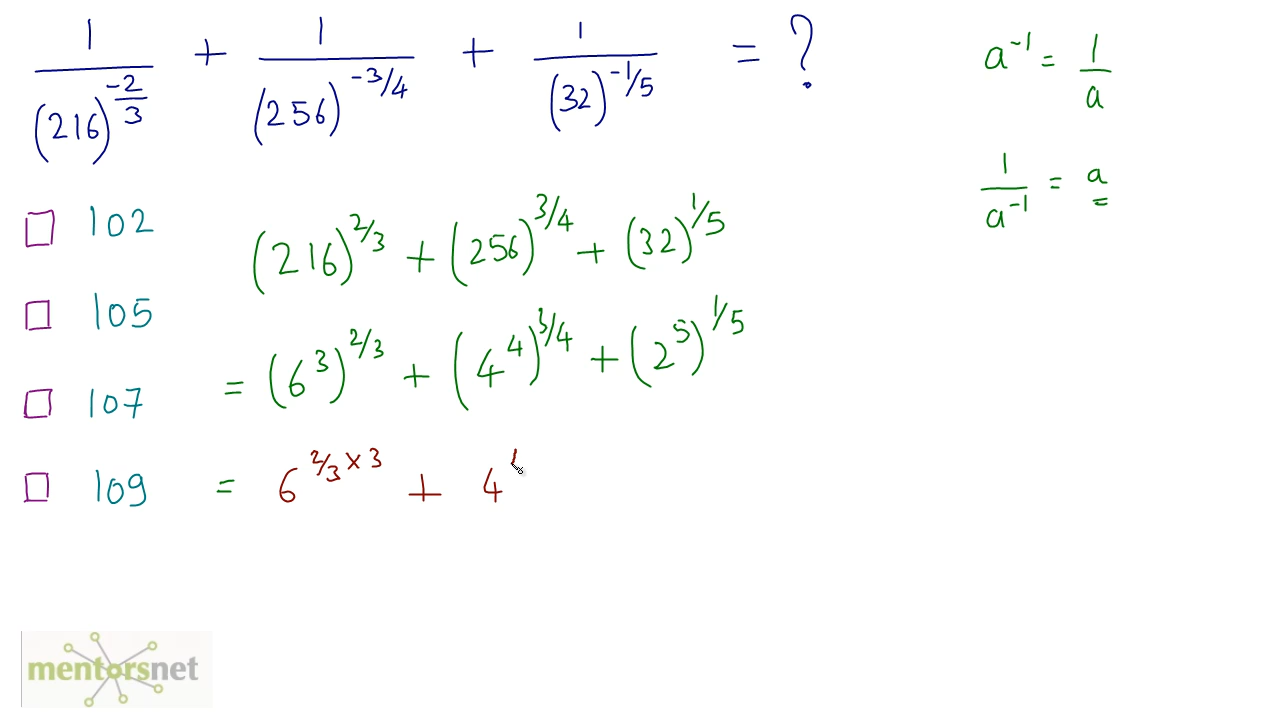 1/(216)^(-2/3) + 1/(256)^(-3/4) + 1/(32)^(-1/5) = ?
a^(-1) = 1/a
1/a^(-1) = a
102
(216)^(2/3) + (256)^(3/4) + (32)^(1/5)
105
= (6^3)^(2/3) + (4^4)^(3/4) + (2^5)^(1/5)
107
109
= 6^(2/3 × 3) + 4
mentorsnet